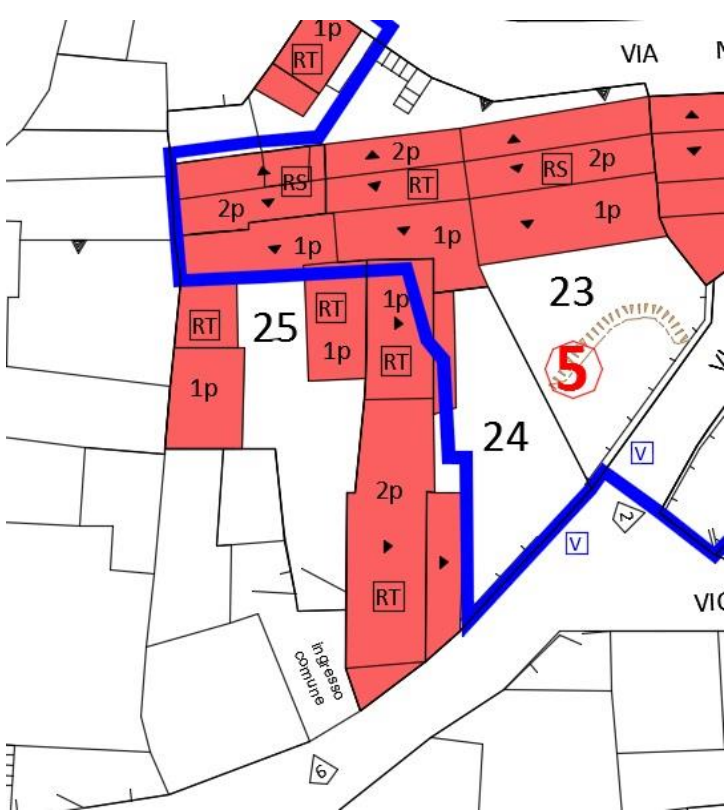 1p
RT
VIA
2p
RS
2p
RS
RT
2p
1p
1p
1p
23
1p
RT
RT
25
1p
5
RT
1p
24
V
2p
2
V
RT
VIC
ingresso
comune
6